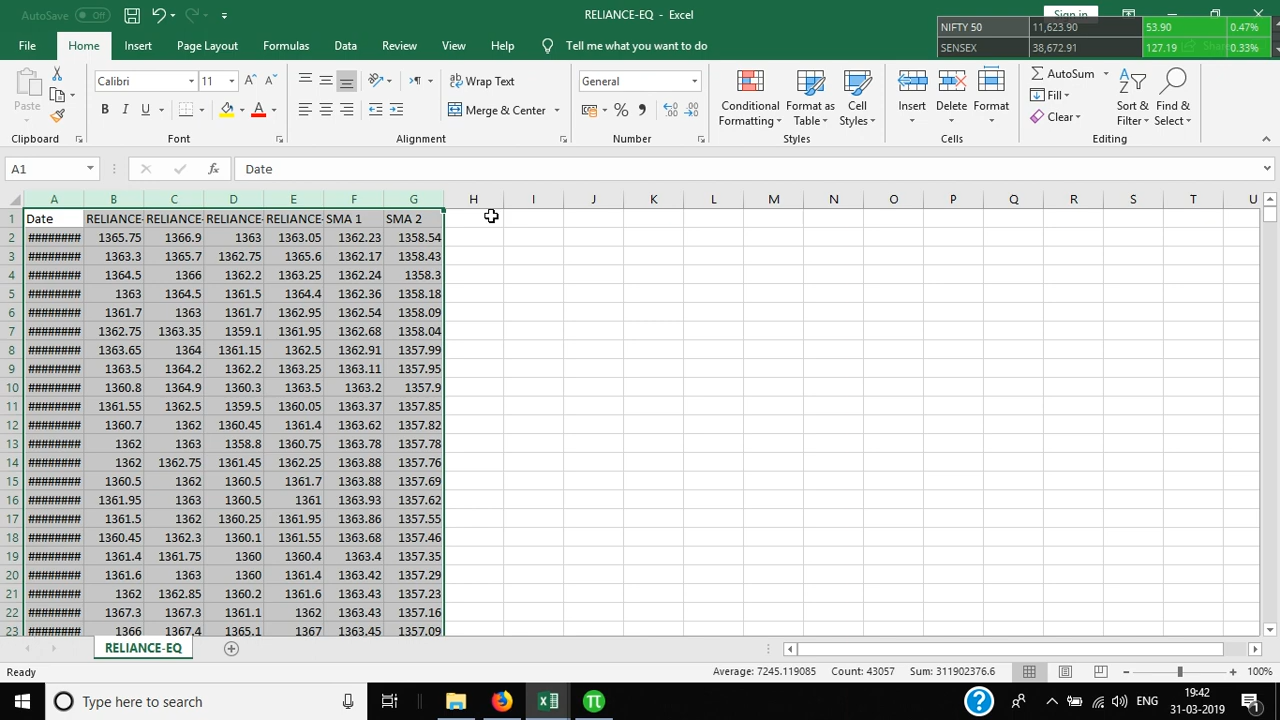 AutoSave Off
RELIANCE-EQ - Excel
Sign in
NIFTY 50 11,623.90 53.90 0.47%
SENSEX 38,672.91 127.19 0.33%
File Home Insert Page Layout Formulas Data Review View Help Tell me what you want to do
Paste
Calibri 11
B I U
A A
Wrap Text
Merge & Center
General
% ,
Conditional Formatting
Format as Table
Cell Styles
Insert
Delete
Format
AutoSum
Fill
Clear
Sort & Filter
Find & Select
Clipboard Font Alignment Number Styles Cells Editing
A1 fx Date
A B C D E F G H I J K L M N O P Q R S T U
1 Date RELIANCE- RELIANCE- RELIANCE- RELIANCE- SMA 1 SMA 2
2 ######## 1365.75 1366.9 1363 1363.05 1362.23 1358.54
3 ######## 1363.3 1365.7 1362.75 1365.6 1362.17 1358.43
4 ######## 1364.5 1366 1362.2 1363.25 1362.24 1358.3
5 ######## 1363 1364.5 1361.5 1364.4 1362.36 1358.18
6 ######## 1361.7 1363 1361.7 1362.95 1362.54 1358.09
7 ######## 1362.75 1363.35 1359.1 1361.95 1362.68 1358.04
8 ######## 1363.65 1364 1361.15 1362.5 1362.91 1357.99
9 ######## 1363.5 1364.2 1362.2 1363.25 1363.11 1357.95
10 ######## 1360.8 1364.9 1360.3 1363.5 1363.2 1357.9
11 ######## 1361.55 1362.5 1359.5 1360.05 1363.37 1357.85
12 ######## 1360.7 1362 1360.45 1361.4 1363.62 1357.82
13 ######## 1362 1363 1358.8 1360.75 1363.78 1357.78
14 ######## 1362 1362.75 1361.45 1362.25 1363.88 1357.76
15 ######## 1360.5 1362 1360.5 1361.7 1363.88 1357.69
16 ######## 1361.95 1363 1360.5 1361 1363.93 1357.62
17 ######## 1361.5 1362 1360.25 1361.95 1363.86 1357.55
18 ######## 1360.45 1362.3 1360.1 1361.55 1363.68 1357.46
19 ######## 1361.4 1361.75 1360 1360.4 1363.4 1357.35
20 ######## 1361.6 1363 1360 1361.4 1363.42 1357.29
21 ######## 1362 1362.85 1360.2 1361.6 1363.43 1357.23
22 ######## 1367.3 1367.3 1361.1 1362 1363.43 1357.16
23 ######## 1366 1367.4 1365.1 1367 1363.45 1357.09
RELIANCE-EQ
Ready Average: 7245.119085 Count: 43057 Sum: 311902376.6 100%
Type here to search
ENG
19:42
31-03-2019